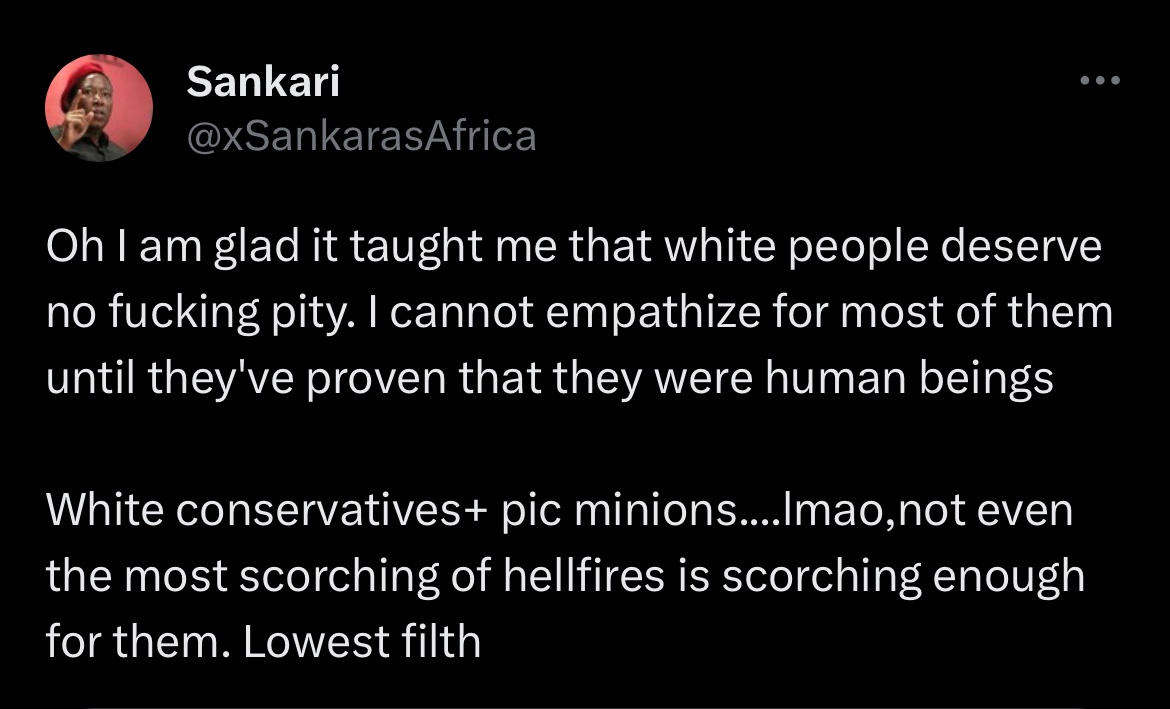 Sankari
@xSankarasAfrica
Oh I am glad it taught me that white people deserve
no fucking pity. I cannot empathize for most of them
until they've proven that they were human beings
White conservatives+ pic minions....lmao,not even
the most scorching of hellfires is scorching enough
for them. Lowest filth